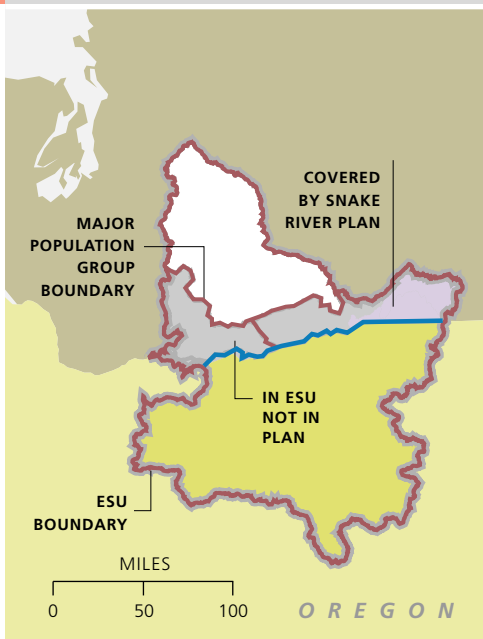 COVERED
BY SNAKE
RIVER PLAN
MAJOR
POPULATION
GROUP
BOUNDARY
IN ESU
NOT IN
PLAN
ESU
BOUNDARY
MILES
0 50 100
OREGON